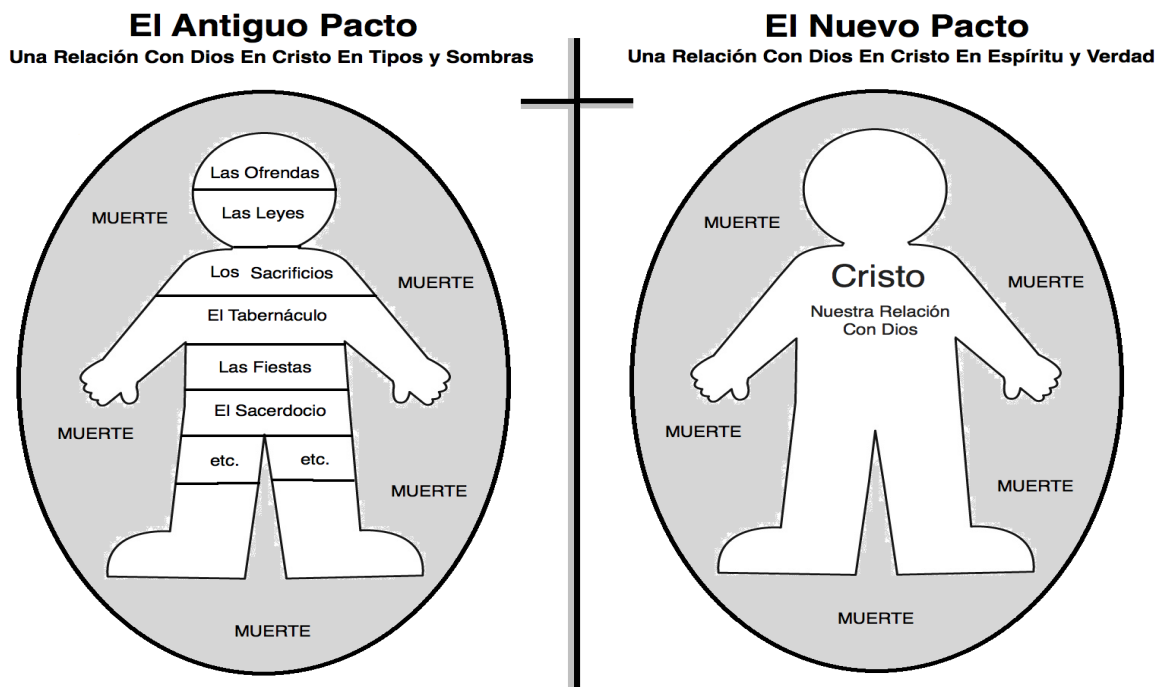 El Antiguo Pacto
Una Relación Con Dios En Cristo En Tipos y Sombras
Las Ofrendas
Las Leyes
MUERTE
Los Sacrificios
MUERTE
El Tabernáculo
Las Fiestas
El Sacerdocio
MUERTE
etc. etc.
MUERTE
MUERTE
El Nuevo Pacto
Una Relación Con Dios En Cristo En Espíritu y Verdad
MUERTE
Cristo
MUERTE
Nuestra Relación
Con Dios
MUERTE
MUERTE
MUERTE